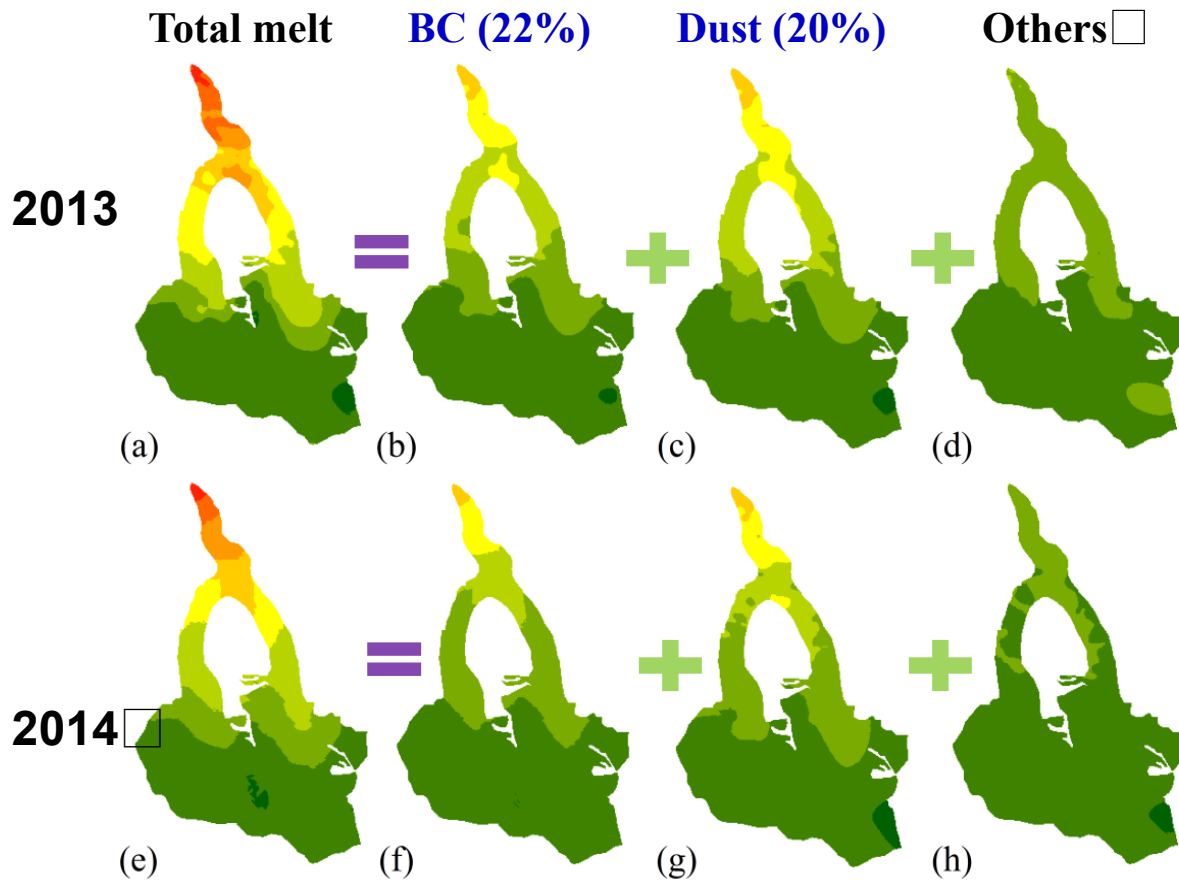 Total melt BC (22%) Dust (20%) Others□
2013
= + +
(a) (b) (c) (d)
2014□
= + +
(e) (f) (g) (h)